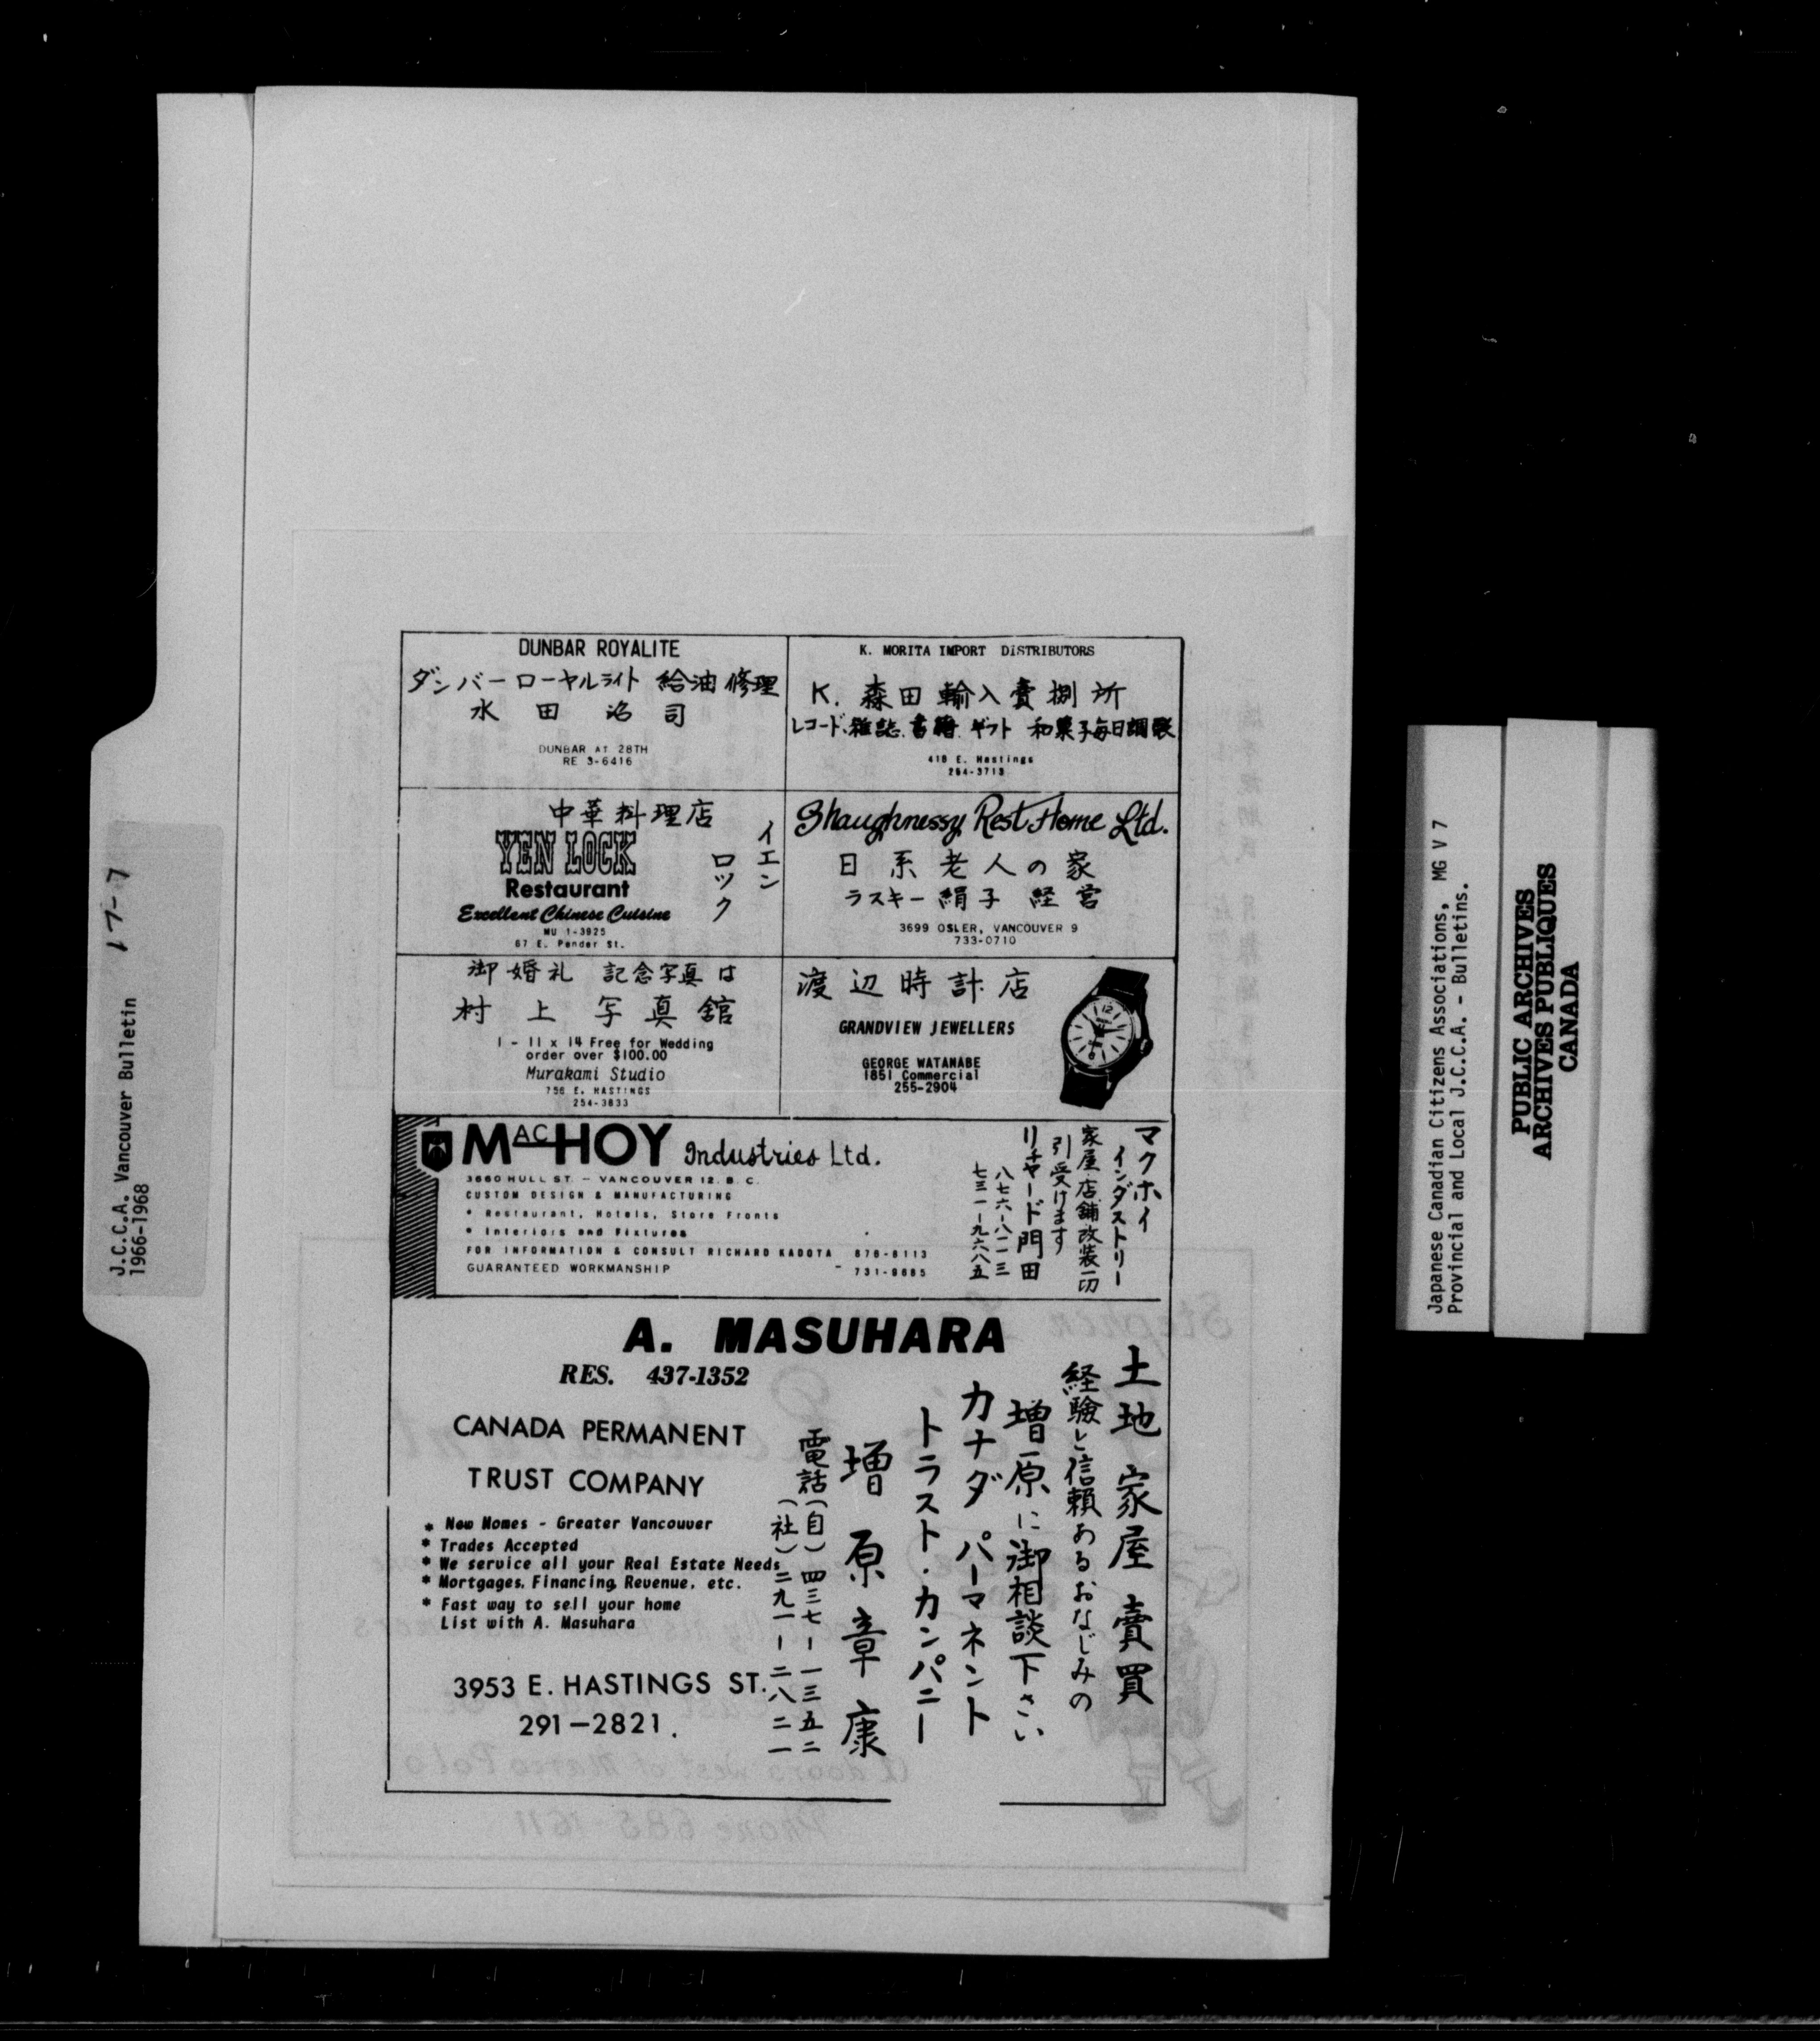 DUNBAR ROYALITE
ダンバーローヤルライト 給油修理
水田治司
DUNBAR AT 28TH
RE 3-6416
K. MORITA IMPORT DISTRIBUTORS
K. 森田輸入賣捌所
レコード、雑誌、書籍、ギフト 和菓子毎日調製
418 E. Hastings
254-3713
中華料理店
イエン
ロック
YEN LOCK
Restaurant
Excellent Chinese Cuisine
MU 1-3925
67 E. Pender St.
Shaughnessy Rest Home Ltd.
日系老人の家
ラスキー絹子 経営
3699 OSLER, VANCOUVER 9
733-0710
御婚礼 記念写真は
村上写真舘
1 - 11 x 14 Free for Wedding
order over $100.00
Murakami Studio
756 E. HASTINGS
254-3833
渡辺時計店
GRANDVIEW JEWELLERS
GEORGE WATANABE
1851 Commercial
255-2904
MACHOY Industries Ltd.
3660 HULL ST. - VANCOUVER 12. B. C.
CUSTOM DESIGN & MANUFACTURING
* Restaurant, Hotels, Store Fronts
* Interiors and Fixtures
FOR INFORMATION & CONSULT RICHARD KADOTA 876-8113
GUARANTEED WORKMANSHIP - 731-9685
マクホイ
インダストリー
家屋、店舗改装一切
引受けます
リチャード門田
八七六-八一一三
七三一-九六八五
A. MASUHARA
RES. 437-1352
CANADA PERMANENT
TRUST COMPANY
* New Homes - Greater Vancouver
* Trades Accepted
* We service all your Real Estate Needs
* Mortgages, Financing, Revenue, etc.
* Fast way to sell your home
List with A. Masuhara
3953 E. HASTINGS ST.
291-2821.
土地 家屋 賣買
経験と信頼あるおなじみの
増原に御相談下さい
カナダ パーマネント
トラスト・カンパニー
増原章康
電話(自)四三七-一三五二
(社)二九一-二八二一
J.C.C.A. Vancouver Bulletin 17-7
1966-1968
Japanese Canadian Citizens Associations, MG V 7
Provincial and Local J.C.C.A. - Bulletins.
PUBLIC ARCHIVES
ARCHIVES PUBLIQUES
CANADA